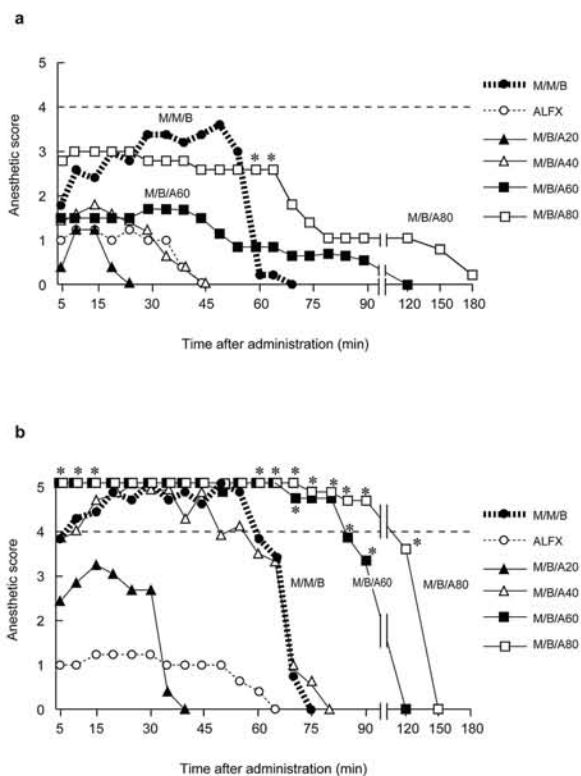 a
5
4
3
2
1
0
Anesthetic score
M/M/B
M/B/A60
M/B/A80
* *
5 15 30 45 60 75 90 120 150 180
Time after administration (min)
M/M/B
ALFX
M/B/A20
M/B/A40
M/B/A60
M/B/A80
b
5
4
3
2
1
0
Anesthetic score
* * * * * * * * *
* * * *
M/M/B
M/B/A60
M/B/A80
5 15 30 45 60 75 90 120 150 180
Time after administration (min)
M/M/B
ALFX
M/B/A20
M/B/A40
M/B/A60
M/B/A80